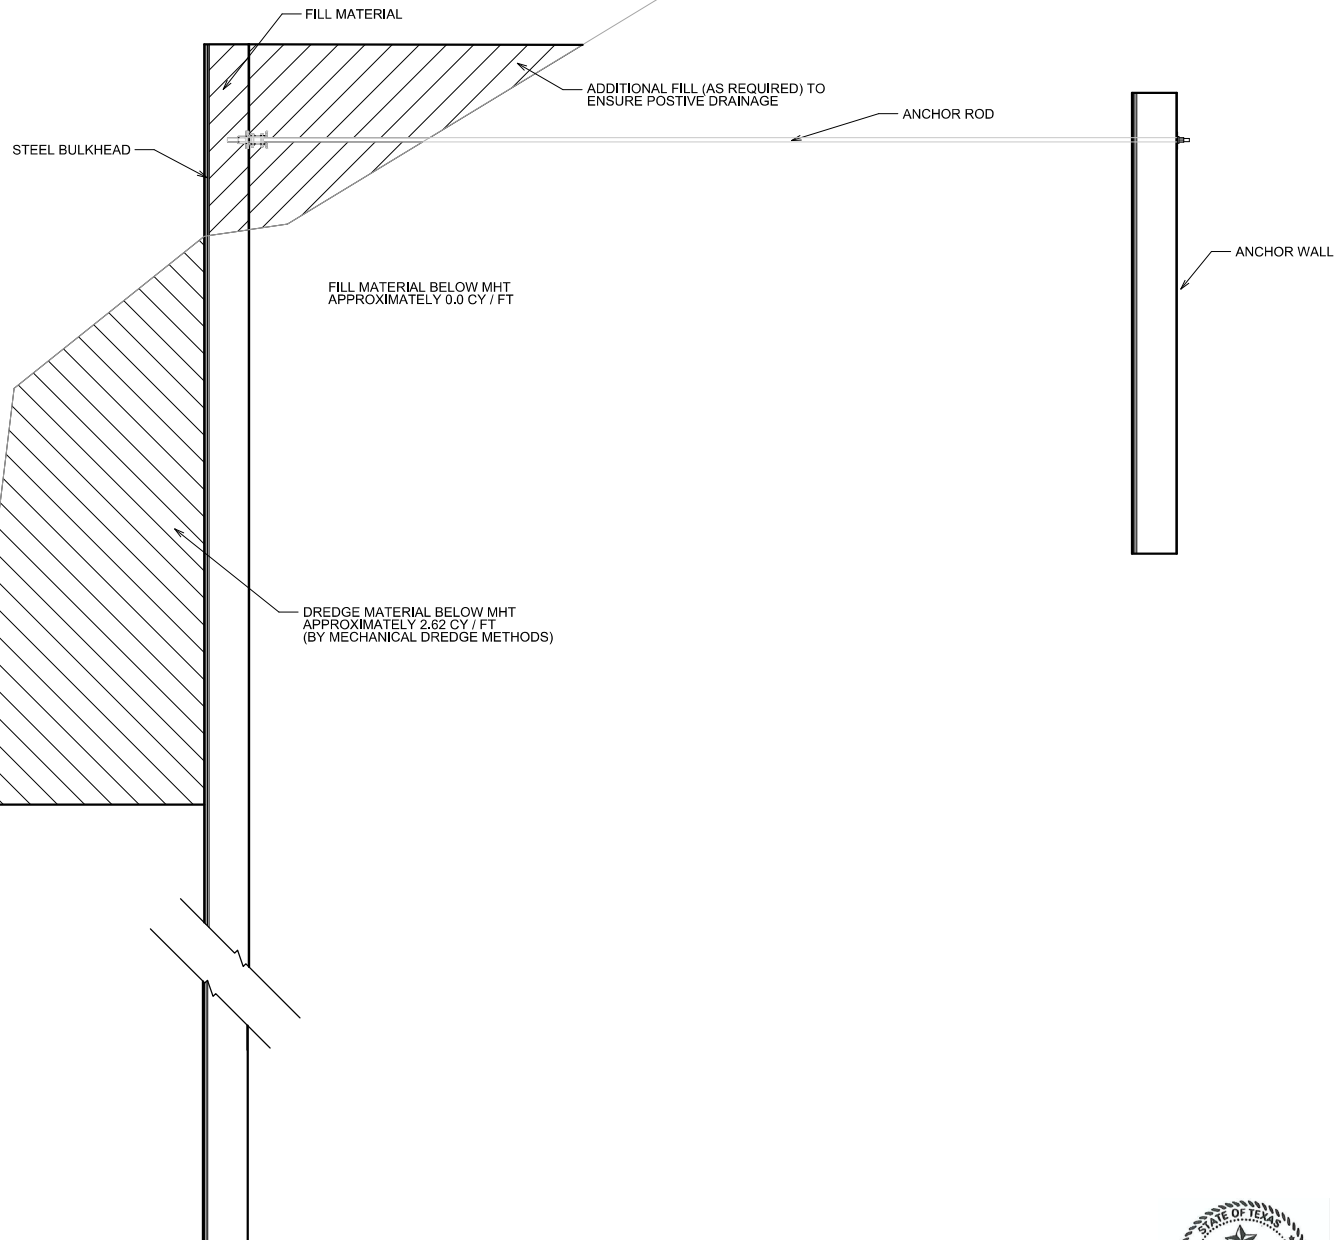 FILL MATERIAL
ADDITIONAL FILL (AS REQUIRED) TO
ENSURE POSTIVE DRAINAGE
ANCHOR ROD
STEEL BULKHEAD
ANCHOR WALL
FILL MATERIAL BELOW MHT
APPROXIMATELY 0.0 CY / FT
DREDGE MATERIAL BELOW MHT
APPROXIMATELY 2.62 CY / FT
(BY MECHANICAL DREDGE METHODS)
STATE OF TEXAS